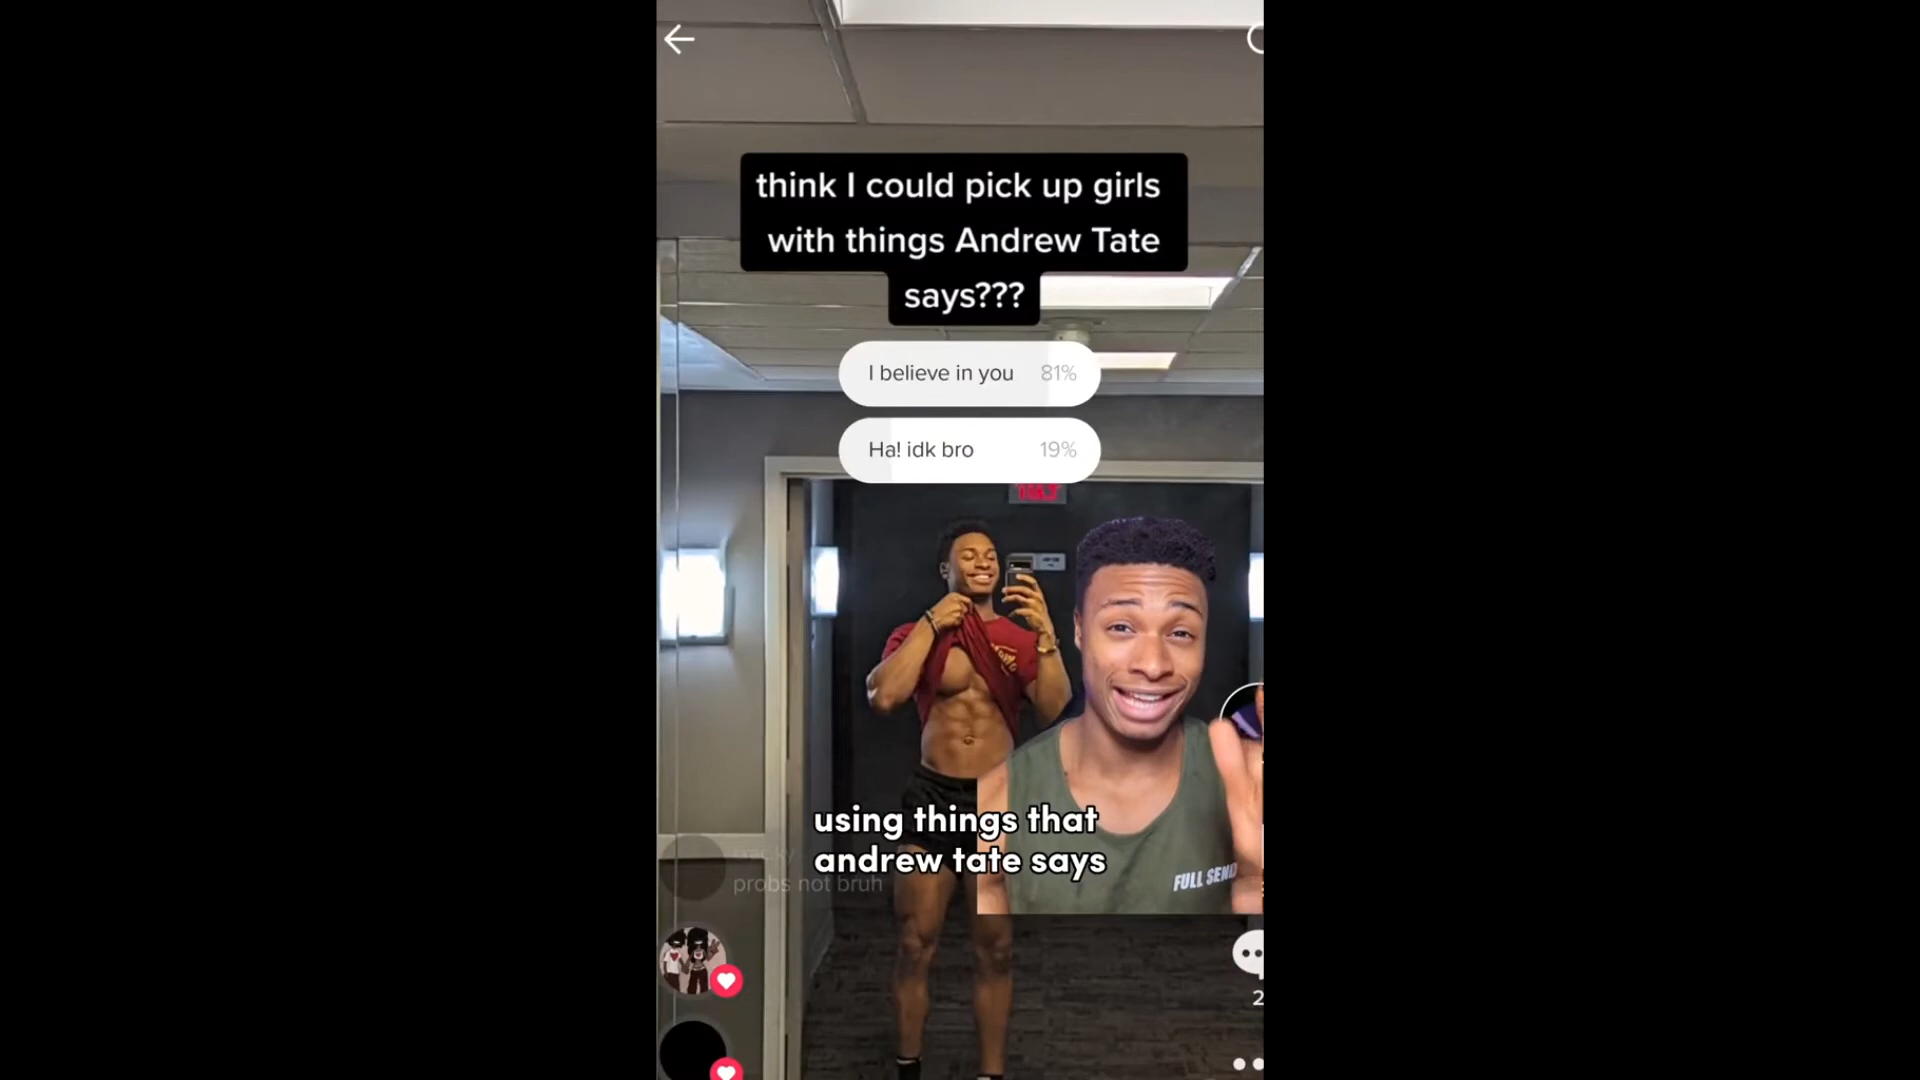 think I could pick up girls
with things Andrew Tate
says???
I believe in you 81%
Ha! idk bro 19%
using things that
andrew tate says
probs not bruh
FULL SEND
2